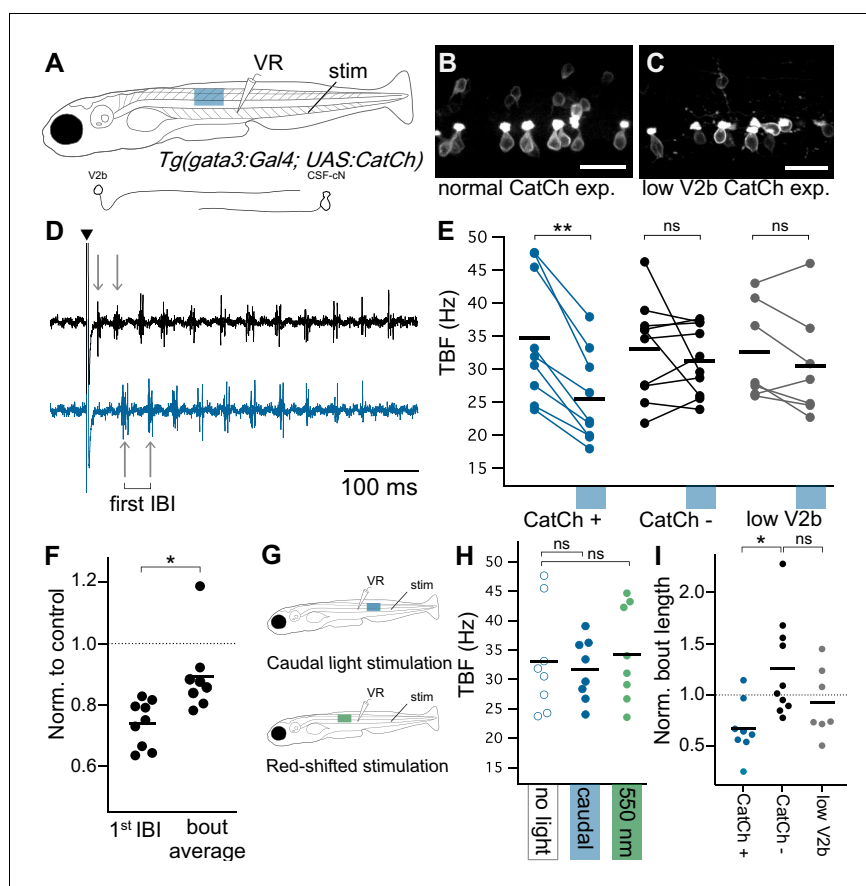 A
VR
stim
Tg(gata3:Gal4; UAS:CatCh)
V2b
CSF-cN
B
normal CatCh exp.
C
low V2b CatCh exp.
D
first IBI
100 ms
E
TBF (Hz)
50
45
40
35
30
25
20
15
**
ns
ns
CatCh +
CatCh -
low V2b
F
Norm. to control
1.2
1.0
0.8
0.6
*
1st IBI
bout
average
G
VR
stim
Caudal light stimulation
VR
stim
Red-shifted stimulation
H
TBF (Hz)
50
45
40
35
30
25
20
15
ns
ns
no light
caudal
550 nm
I
Norm. bout length
2.0
1.5
1.0
0.5
*
ns
CatCh +
CatCh -
low V2b